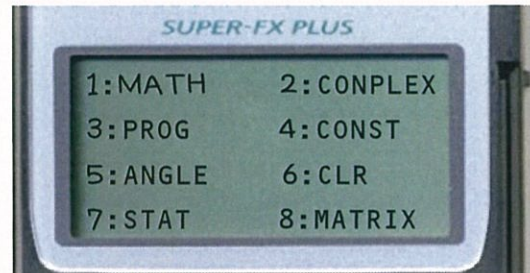 SUPER-FX PLUS
1:MATH 2:CONPLEX
3:PROG 4:CONST
5:ANGLE 6:CLR
7:STAT 8:MATRIX